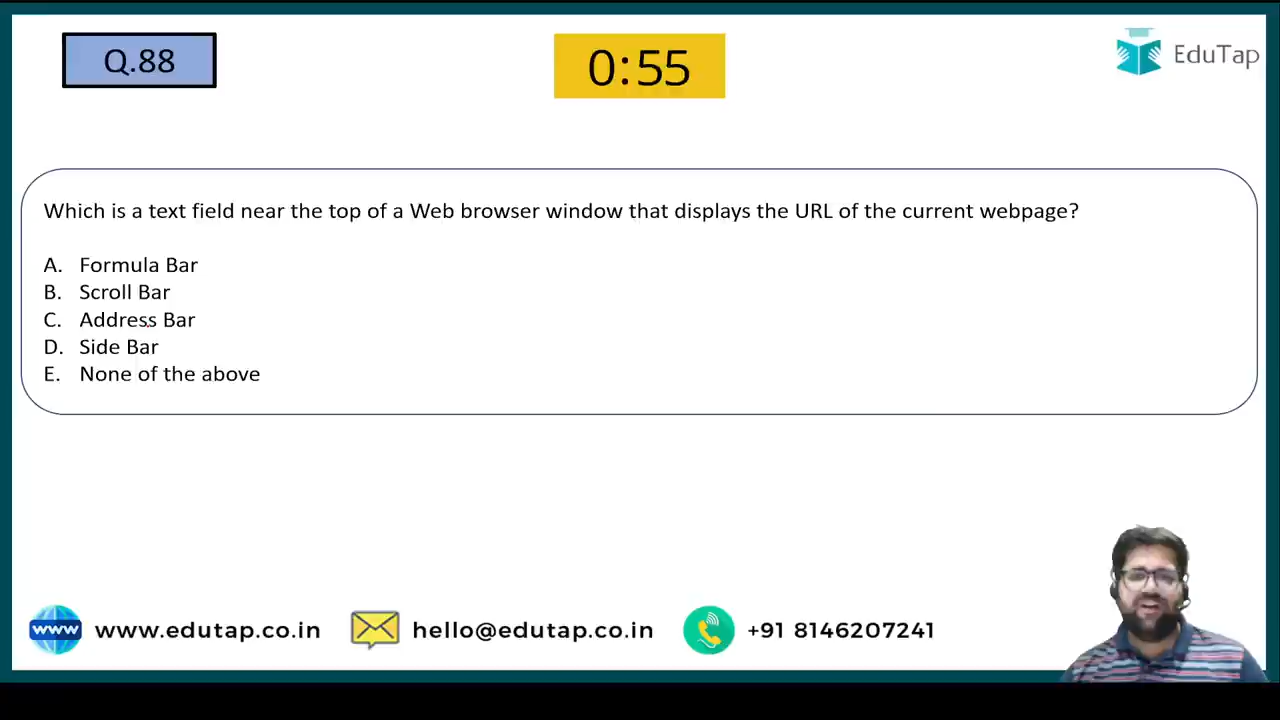 Q.88
0:55
EduTap
Which is a text field near the top of a Web browser window that displays the URL of the current webpage?
A. Formula Bar
B. Scroll Bar
C. Address Bar
D. Side Bar
E. None of the above
www www.edutap.co.in hello@edutap.co.in +91 8146207241